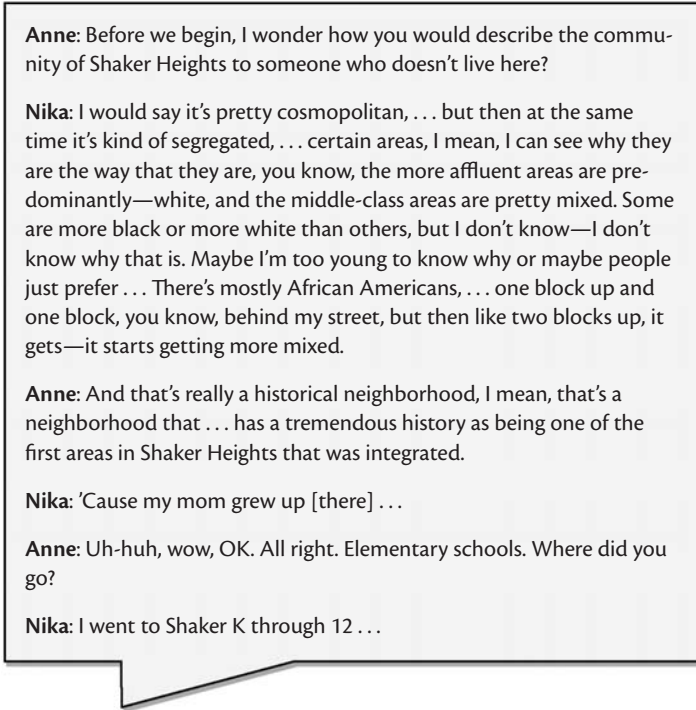 Anne: Before we begin, I wonder how you would describe the commu-
nity of Shaker Heights to someone who doesn’t live here?
Nika: I would say it’s pretty cosmopolitan, . . . but then at the same
time it’s kind of segregated, . . . certain areas, I mean, I can see why they
are the way that they are, you know, the more affluent areas are pre-
dominantly—white, and the middle-class areas are pretty mixed. Some
are more black or more white than others, but I don’t know—I don’t
know why that is. Maybe I’m too young to know why or maybe people
just prefer . . . There’s mostly African Americans, . . . one block up and
one block, you know, behind my street, but then like two blocks up, it
gets—it starts getting more mixed.
Anne: And that’s really a historical neighborhood, I mean, that’s a
neighborhood that . . . has a tremendous history as being one of the
first areas in Shaker Heights that was integrated.
Nika: ’Cause my mom grew up [there] . . .
Anne: Uh-huh, wow, OK. All right. Elementary schools. Where did you
go?
Nika: I went to Shaker K through 12 . . .